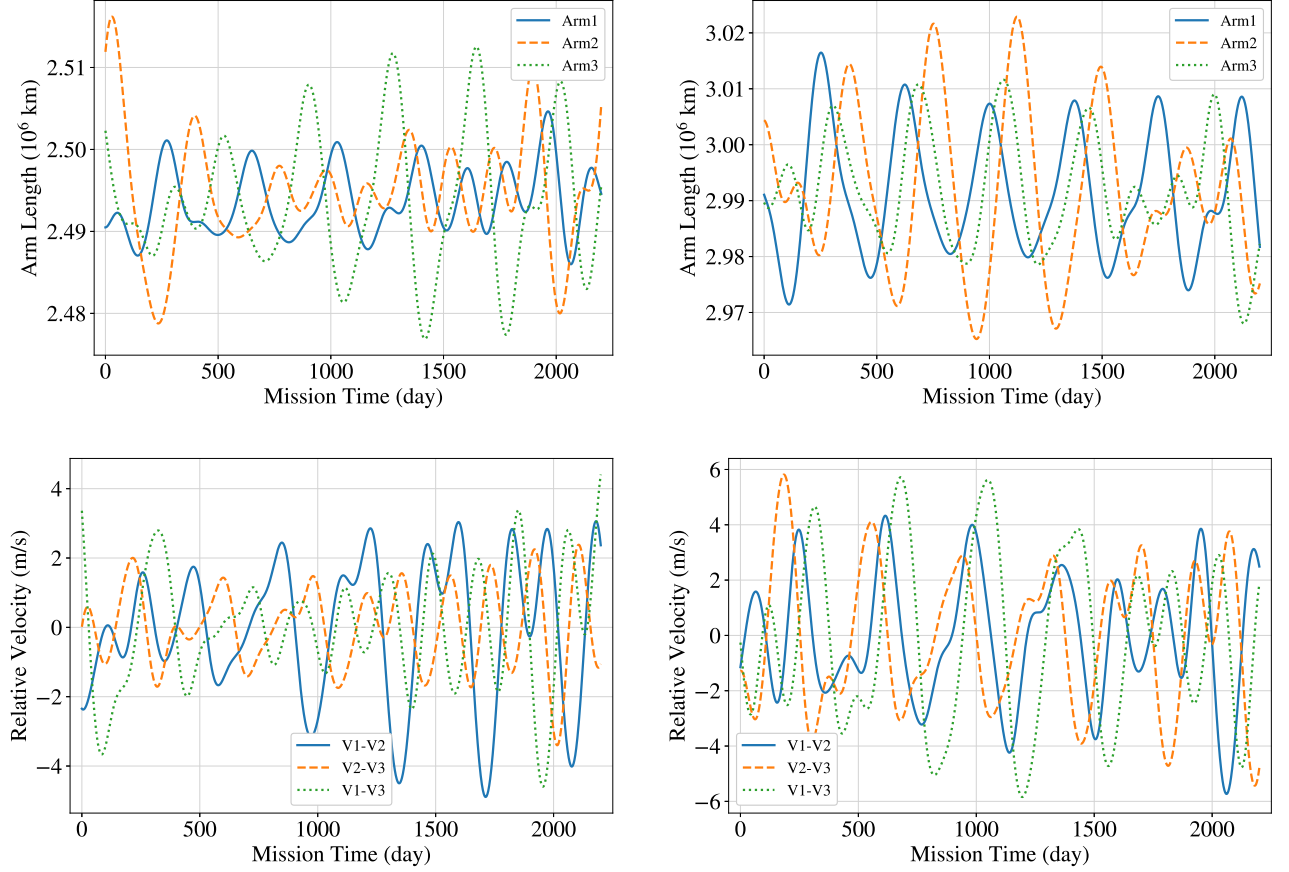 Arm Length (10⁶ km)
2.51
2.50
2.49
2.48
Arm1
Arm2
Arm3
0 500 1000 1500 2000
Mission Time (day)
Arm Length (10⁶ km)
3.02
3.01
3.00
2.99
2.98
2.97
Arm1
Arm2
Arm3
0 500 1000 1500 2000
Mission Time (day)
Relative Velocity (m/s)
4
2
0
−2
−4
V1-V2
V2-V3
V1-V3
0 500 1000 1500 2000
Mission Time (day)
Relative Velocity (m/s)
6
4
2
0
−2
−4
−6
V1-V2
V2-V3
V1-V3
0 500 1000 1500 2000
Mission Time (day)